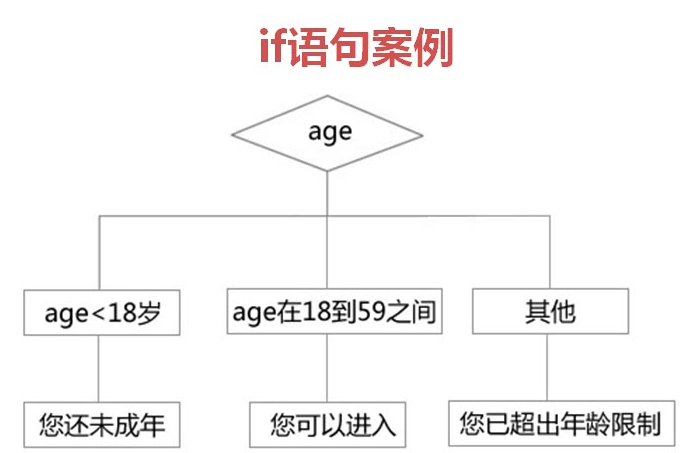 if语句案例
age
age<18岁
age在18到59之间
其他
您还未成年
您可以进入
您已超出年龄限制